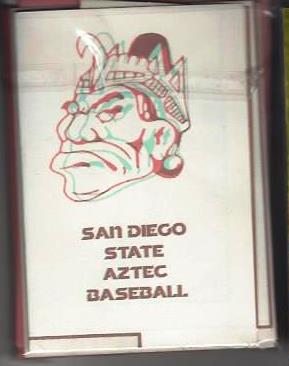 SAN DIEGO
STATE
AZTEC
BASEBALL